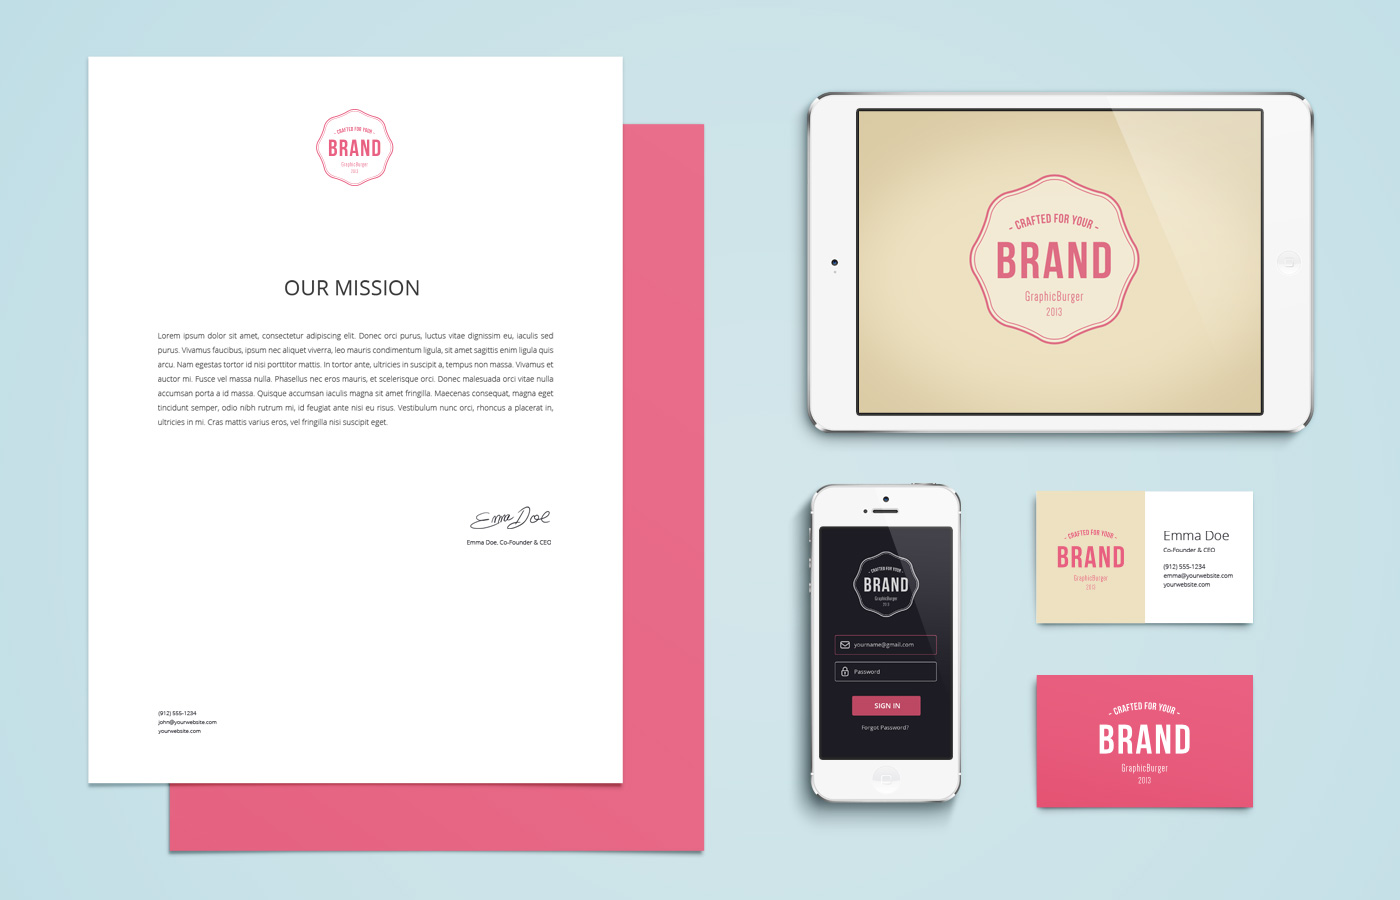 - CRAFTED FOR YOUR -
BRAND
GraphicBurger
2013
OUR MISSION
Lorem ipsum dolor sit amet, consectetur adipiscing elit. Donec orci purus, luctus vitae dignissim eu, iaculis sed
purus. Vivamus faucibus, ipsum nec aliquet viverra, leo mauris condimentum ligula, sit amet sagittis enim ligula quis
arcu. Nam egestas tortor id nisi porttitor mattis. In tortor ante, ultricies in suscipit a, tempus non massa. Vivamus et
auctor mi. Fusce vel massa nulla. Phasellus nec eros mauris, et scelerisque orci. Donec malesuada orci vitae nulla
accumsan porta a id massa. Quisque accumsan iaculis magna sit amet fringilla. Maecenas consequat, magna eget
tincidunt semper, odio nibh rutrum mi, id feugiat ante nisi eu risus. Vestibulum nunc orci, rhoncus a placerat in,
ultricies in mi. Cras mattis varius eros, vel fringilla nisi suscipit eget.
Emma Doe
Emma Doe, Co-Founder & CEO
(912) 555-1234
john@yourwebsite.com
yourwebsite.com
- CRAFTED FOR YOUR -
BRAND
GraphicBurger
2013
- CRAFTED FOR YOUR -
BRAND
GraphicBurger
2013
yourname@gmail.com
Password
SIGN IN
Forgot Password?
- CRAFTED FOR YOUR -
BRAND
GraphicBurger
2013
Emma Doe
Co-Founder & CEO
(912) 555-1234
emma@yourwebsite.com
yourwebsite.com
- CRAFTED FOR YOUR -
BRAND
GraphicBurger
2013